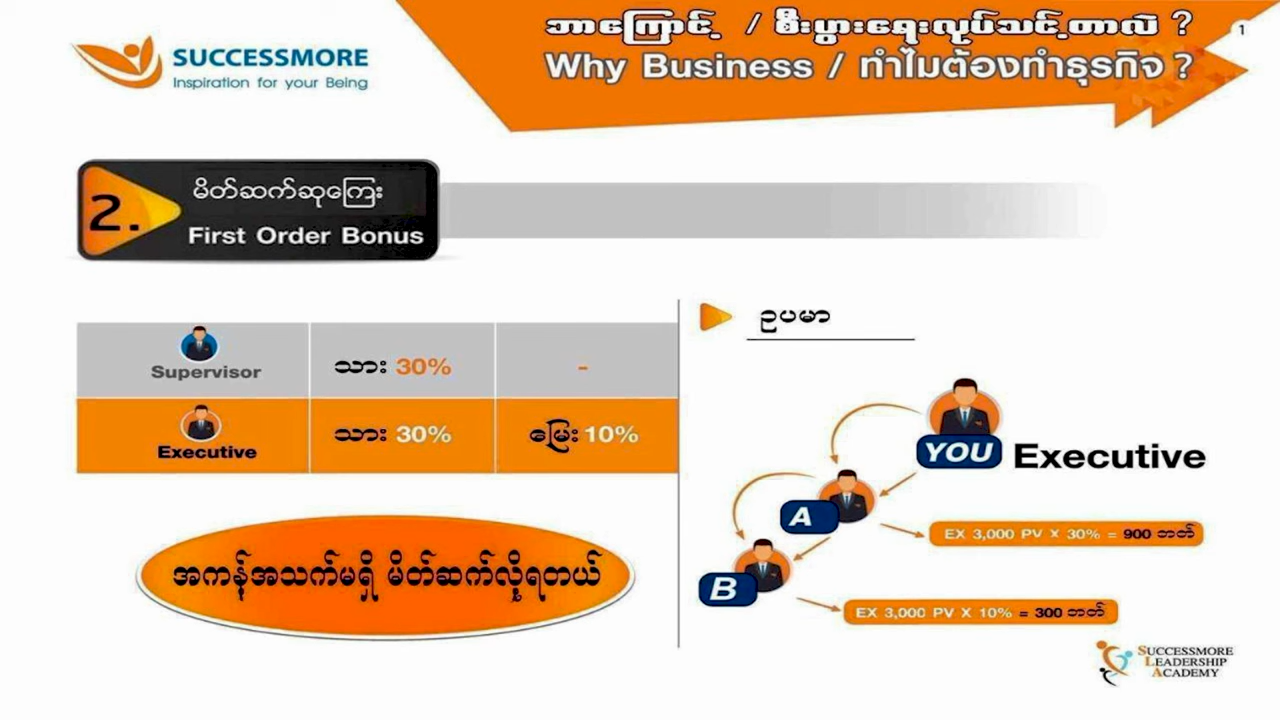 SUCCESSMORE
Inspiration for your Being
ဘာကြောင့် / စီးပွားရေးလုပ်သင့်တာလဲ ?
Why Business / ทำไมต้องทำธุรกิจ ?
1
2.
မိတ်ဆက်ဆုကြေး
First Order Bonus
Supervisor
သား 30%
-
Executive
သား 30%
မြေး 10%
အကန့်အသတ်မရှိ မိတ်ဆက်လို့ရတယ်
ဥပမာ
YOU Executive
A
EX 3,000 PV X 30% = 900 ဘတ်
B
EX 3,000 PV X 10% = 300 ဘတ်
SUCCESSMORE
LEADERSHIP
ACADEMY